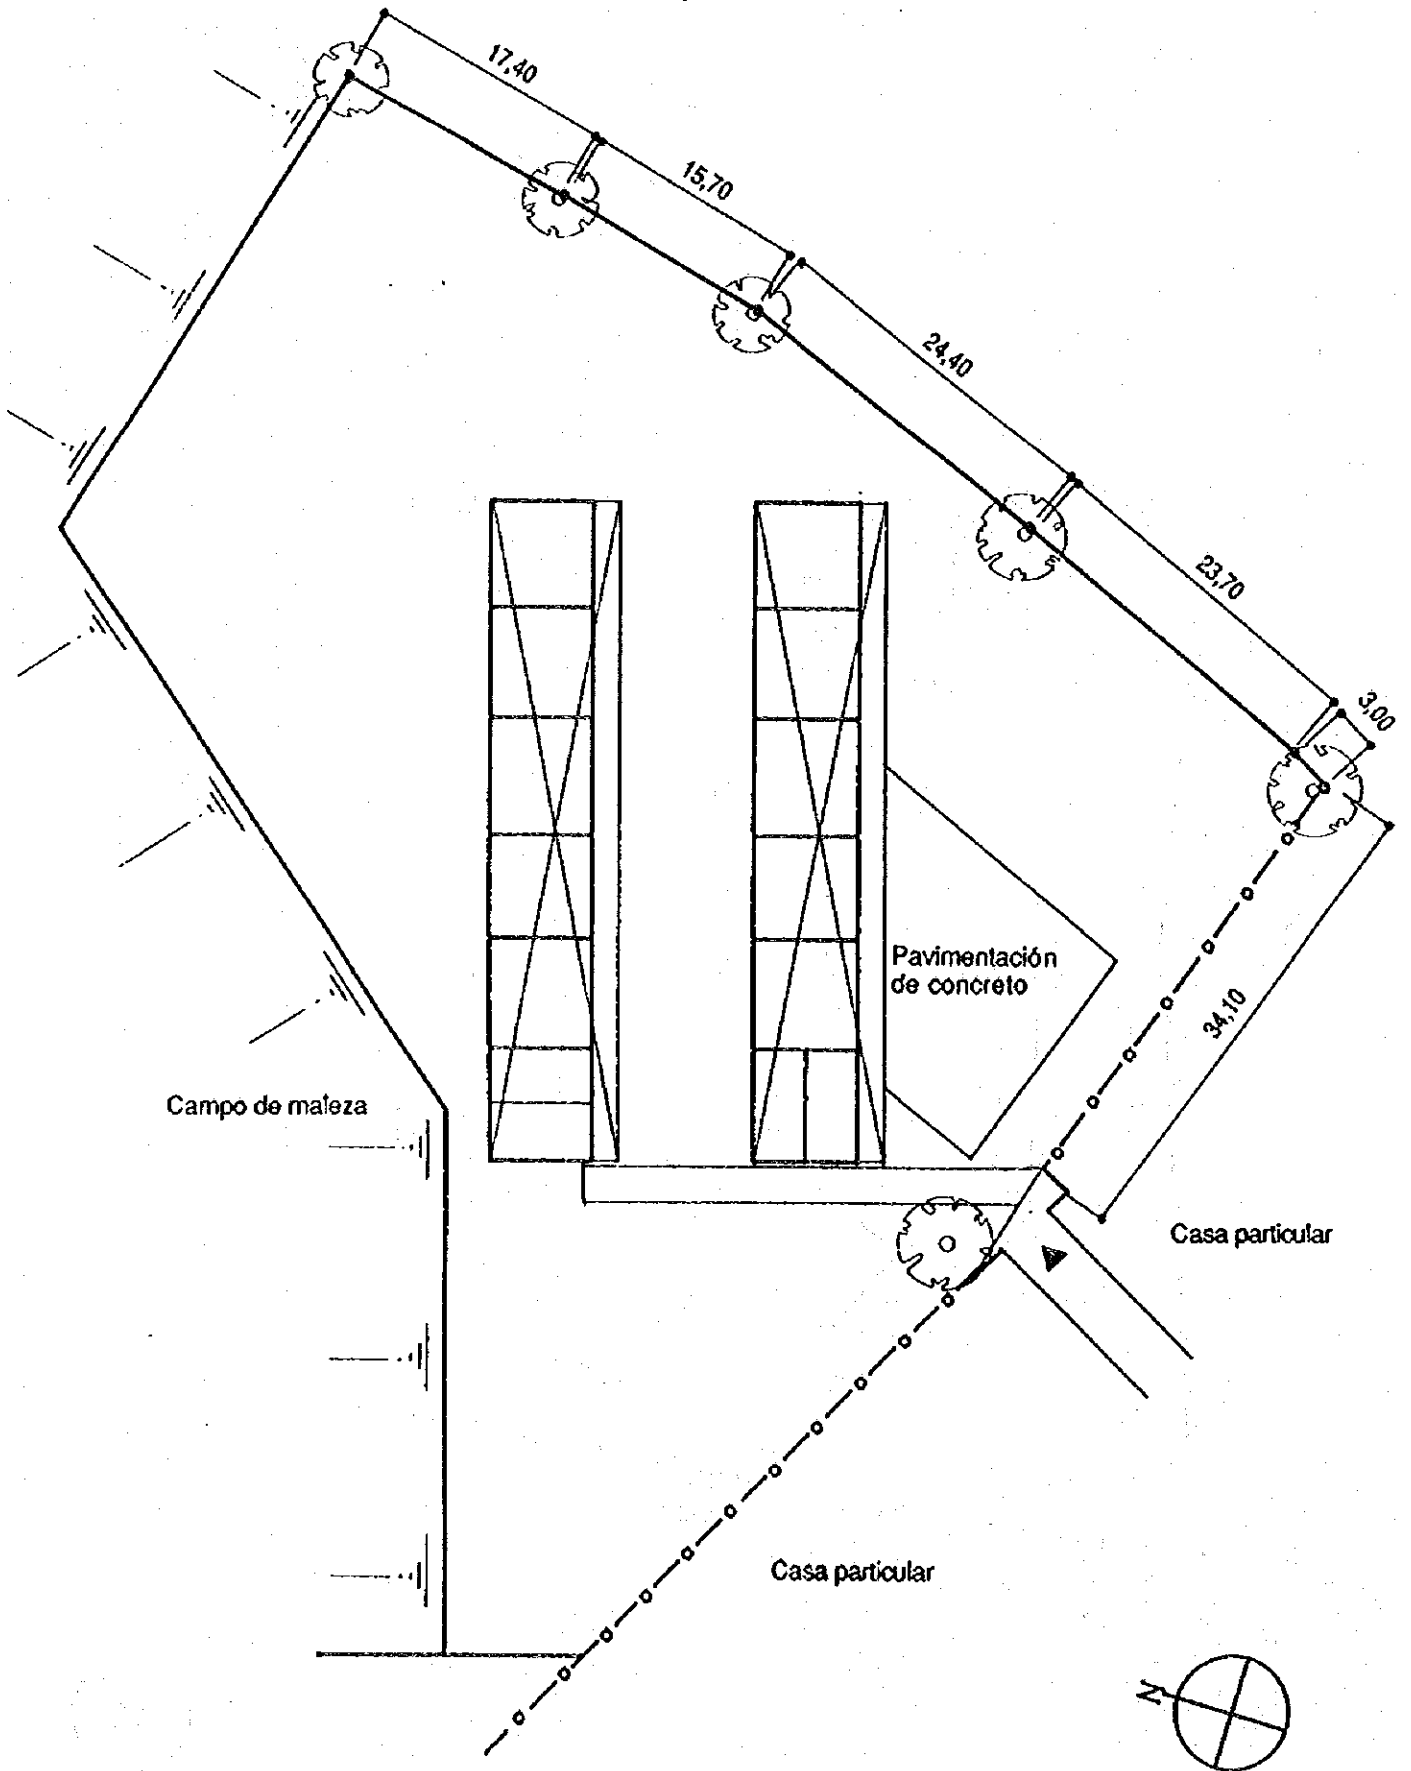 17,40
15,70
24,40
23,70
3,00
Pavimentación
de concreto
34,10
Campo de maleza
Casa particular
Casa particular
N